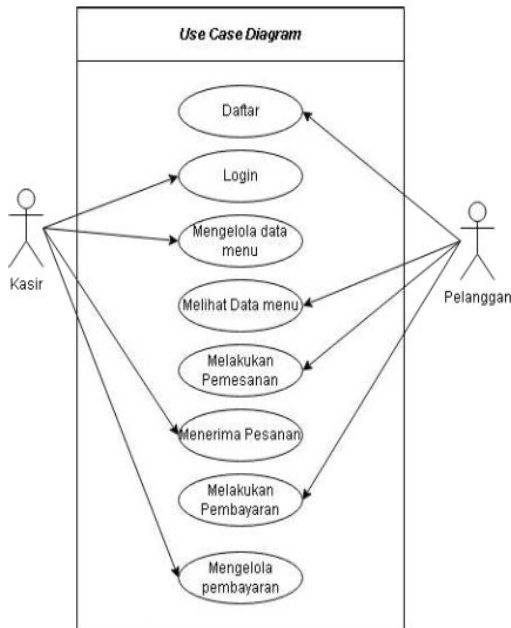 Use Case Diagram
Daftar
Login
Mengelola data
menu
Melihat Data menu
Melakukan
Pemesanan
Menerima Pesanan
Melakukan
Pembayaran
Mengelola
pembayaran
Kasir
Pelanggan